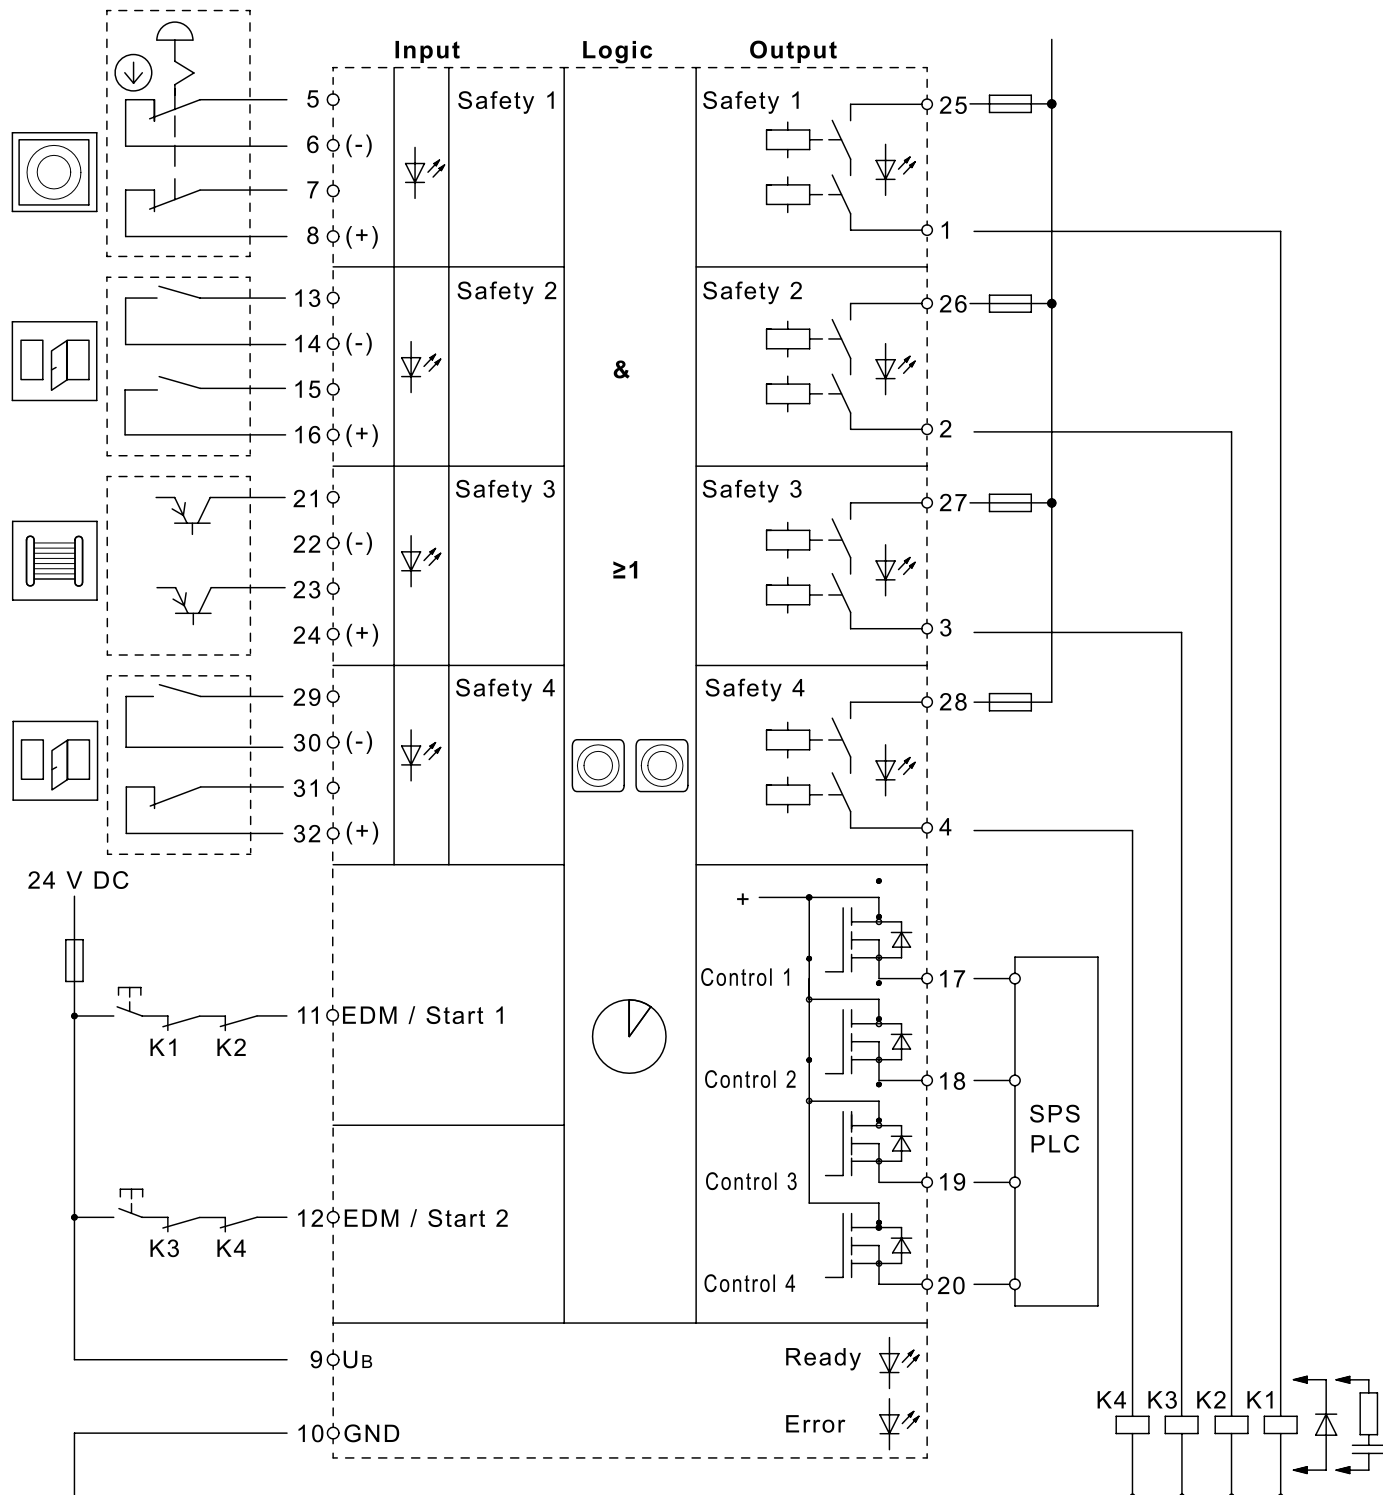 Input Logic Output
5 Safety 1 Safety 1 25
6 (-)
7
8 (+) 1
13 Safety 2 Safety 2 26
14 (-)
&
15
16 (+) 2
21 Safety 3 Safety 3 27
22 (-)
≥1
23
24 (+) 3
29 Safety 4 Safety 4 28
30 (-)
31
32 (+) 4
24 V DC
+
Control 1 17
11 EDM / Start 1
K1 K2
Control 2 18
SPS
PLC
Control 3 19
12 EDM / Start 2
K3 K4
Control 4 20
9 UB Ready
K4 K3 K2 K1
10 GND Error